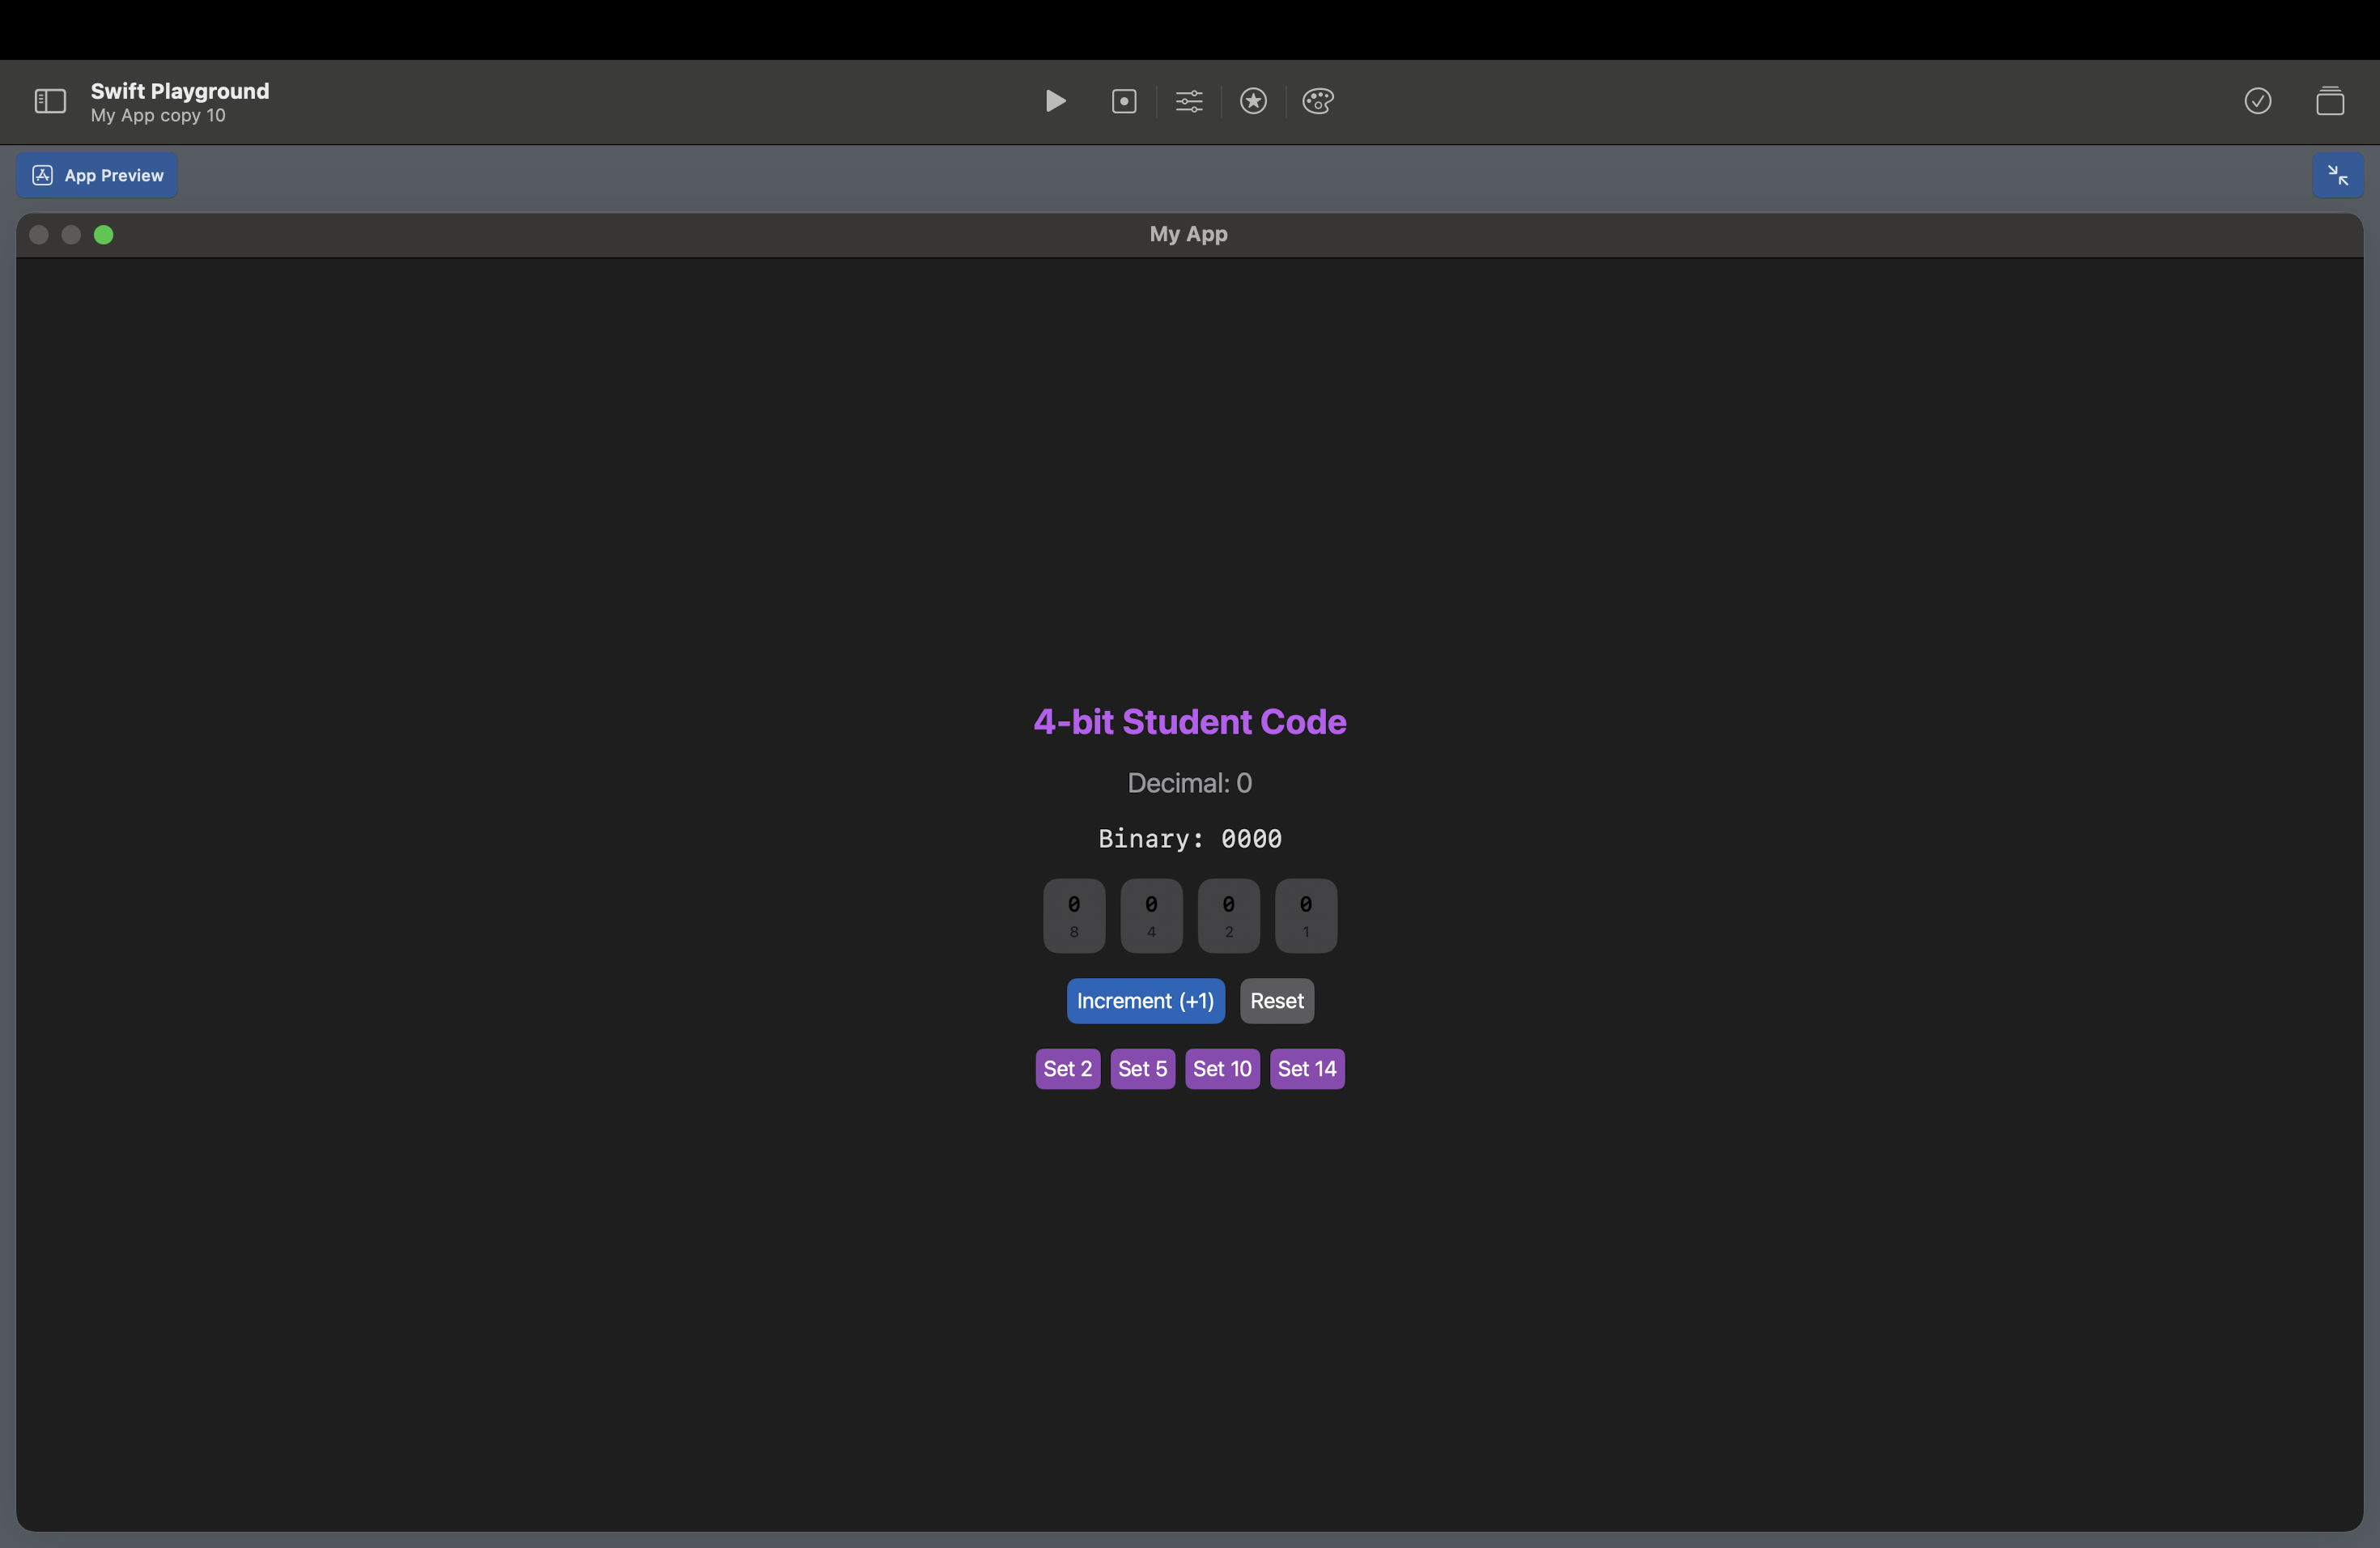 Swift Playground
My App copy 10
App Preview
My App
4-bit Student Code
Decimal: 0
Binary: 0000
0 0 0 0
8 4 2 1
Increment (+1) Reset
Set 2 Set 5 Set 10 Set 14